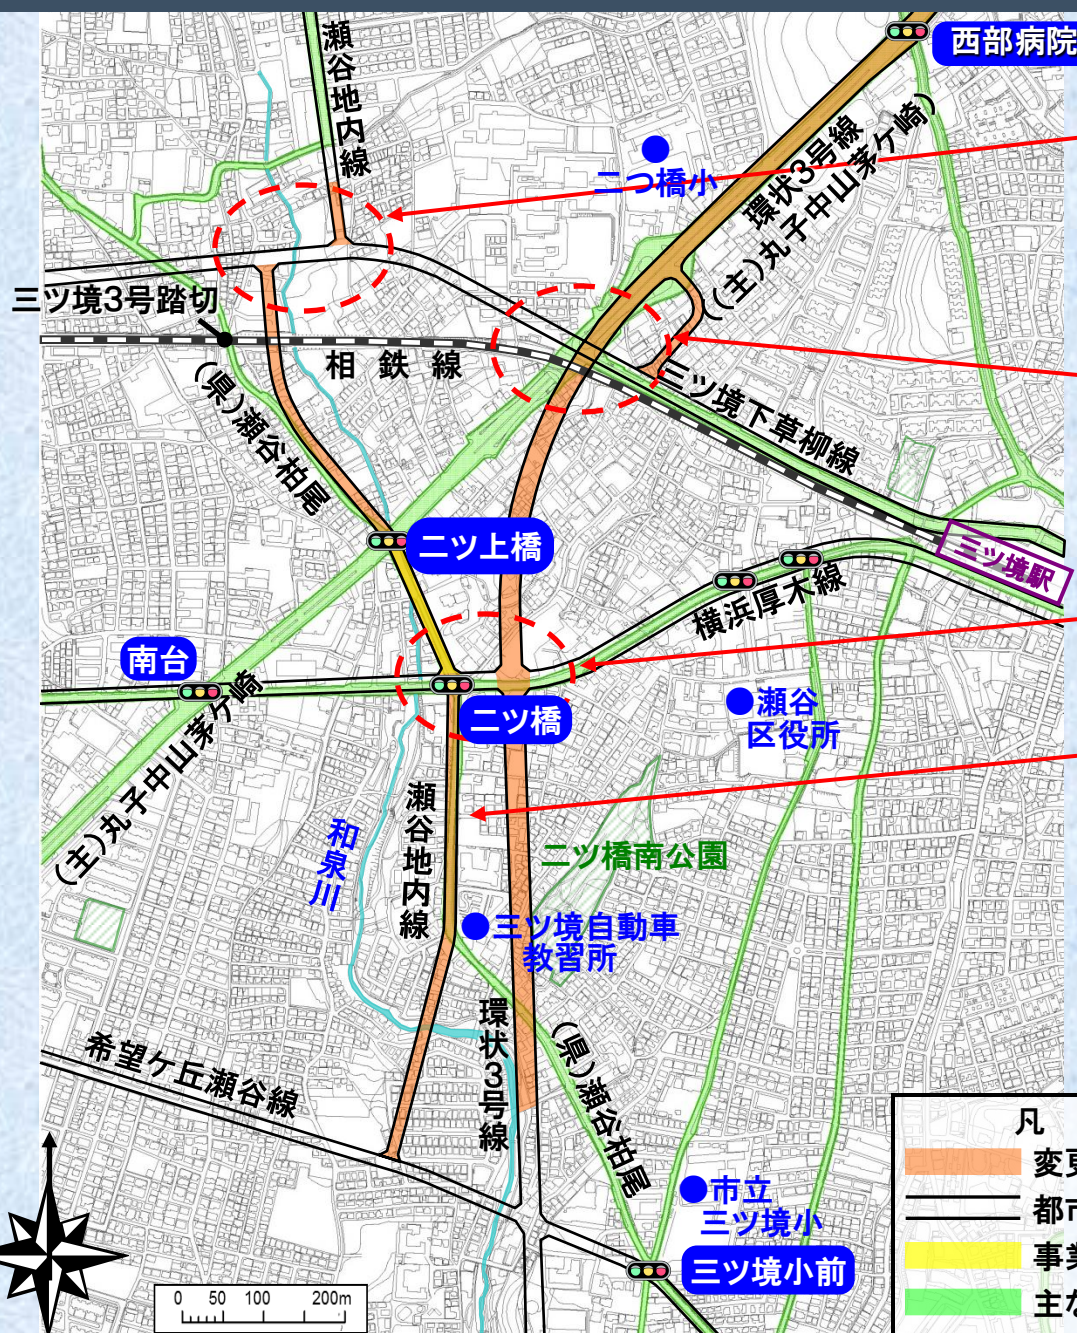 瀬谷地内線
西部病院
二つ橋小
環状3号線
((主)丸子中山茅ケ崎)
三ツ境3号踏切
相鉄線
(県)瀬谷柏尾
三ツ境下草柳線
二ツ上橋
三ツ境駅
横浜厚木線
南台
二ツ橋
瀬谷
区役所
(主)丸子中山茅ケ崎
瀬谷地内線
和泉川
二ツ橋南公園
三ツ境自動車
教習所
環状3号線
(県)瀬谷柏尾
希望ケ丘瀬谷線
市立
三ツ境小
三ツ境小前
凡
変更
都市
事業
主な
0 50 100 200m